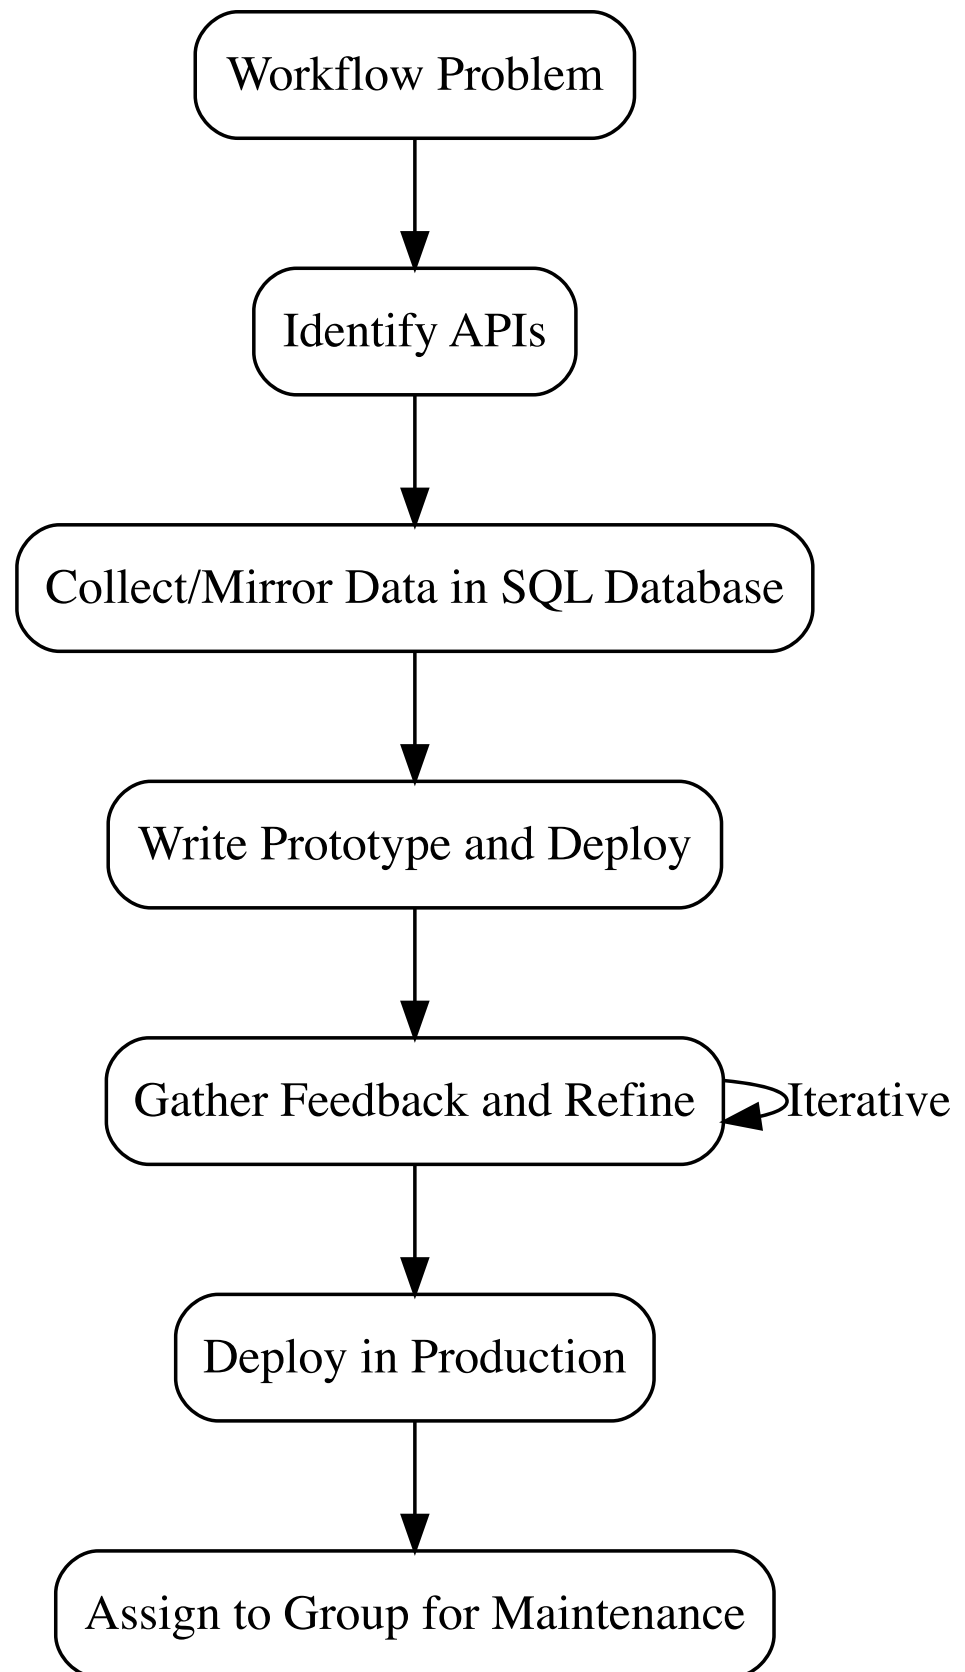 Workflow Problem
Identify APIs
Collect/Mirror Data in SQL Database
Write Prototype and Deploy
Gather Feedback and Refine
Iterative
Deploy in Production
Assign to Group for Maintenance